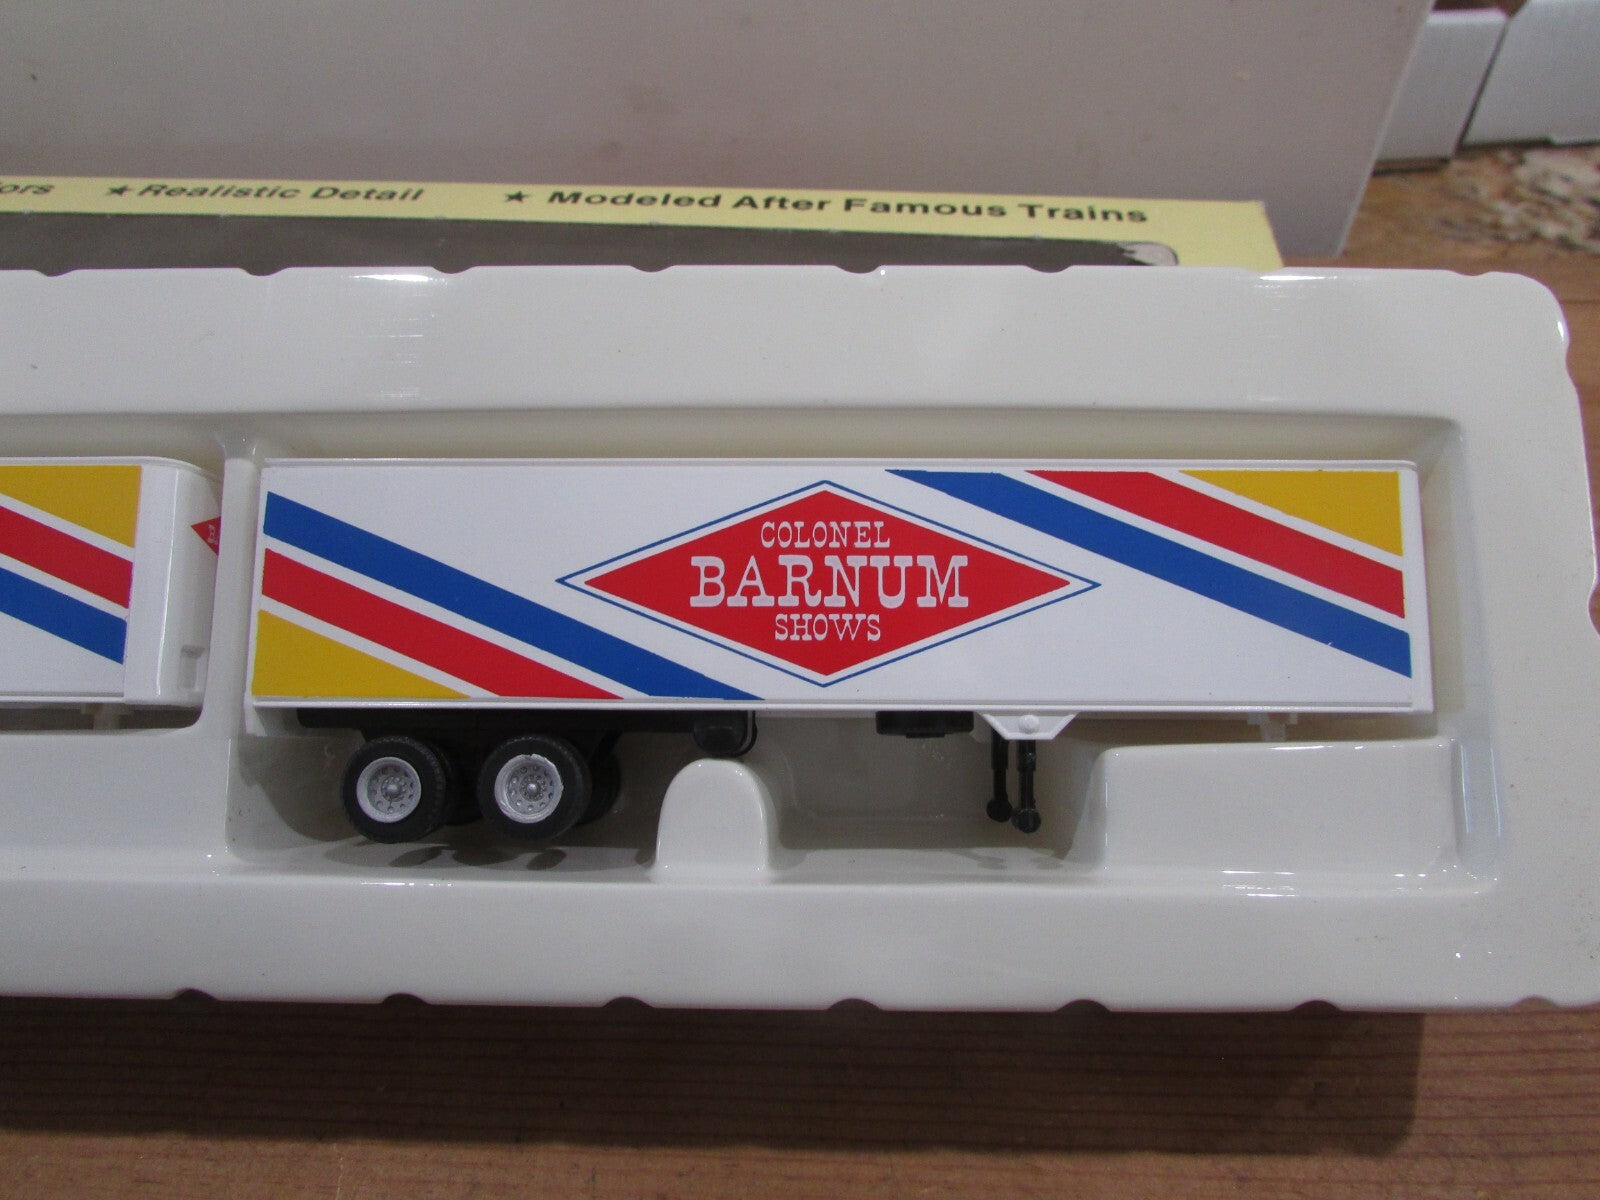 ★ Realistic Detail ★ Modeled After Famous Trains
COLONEL
BARNUM
SHOWS